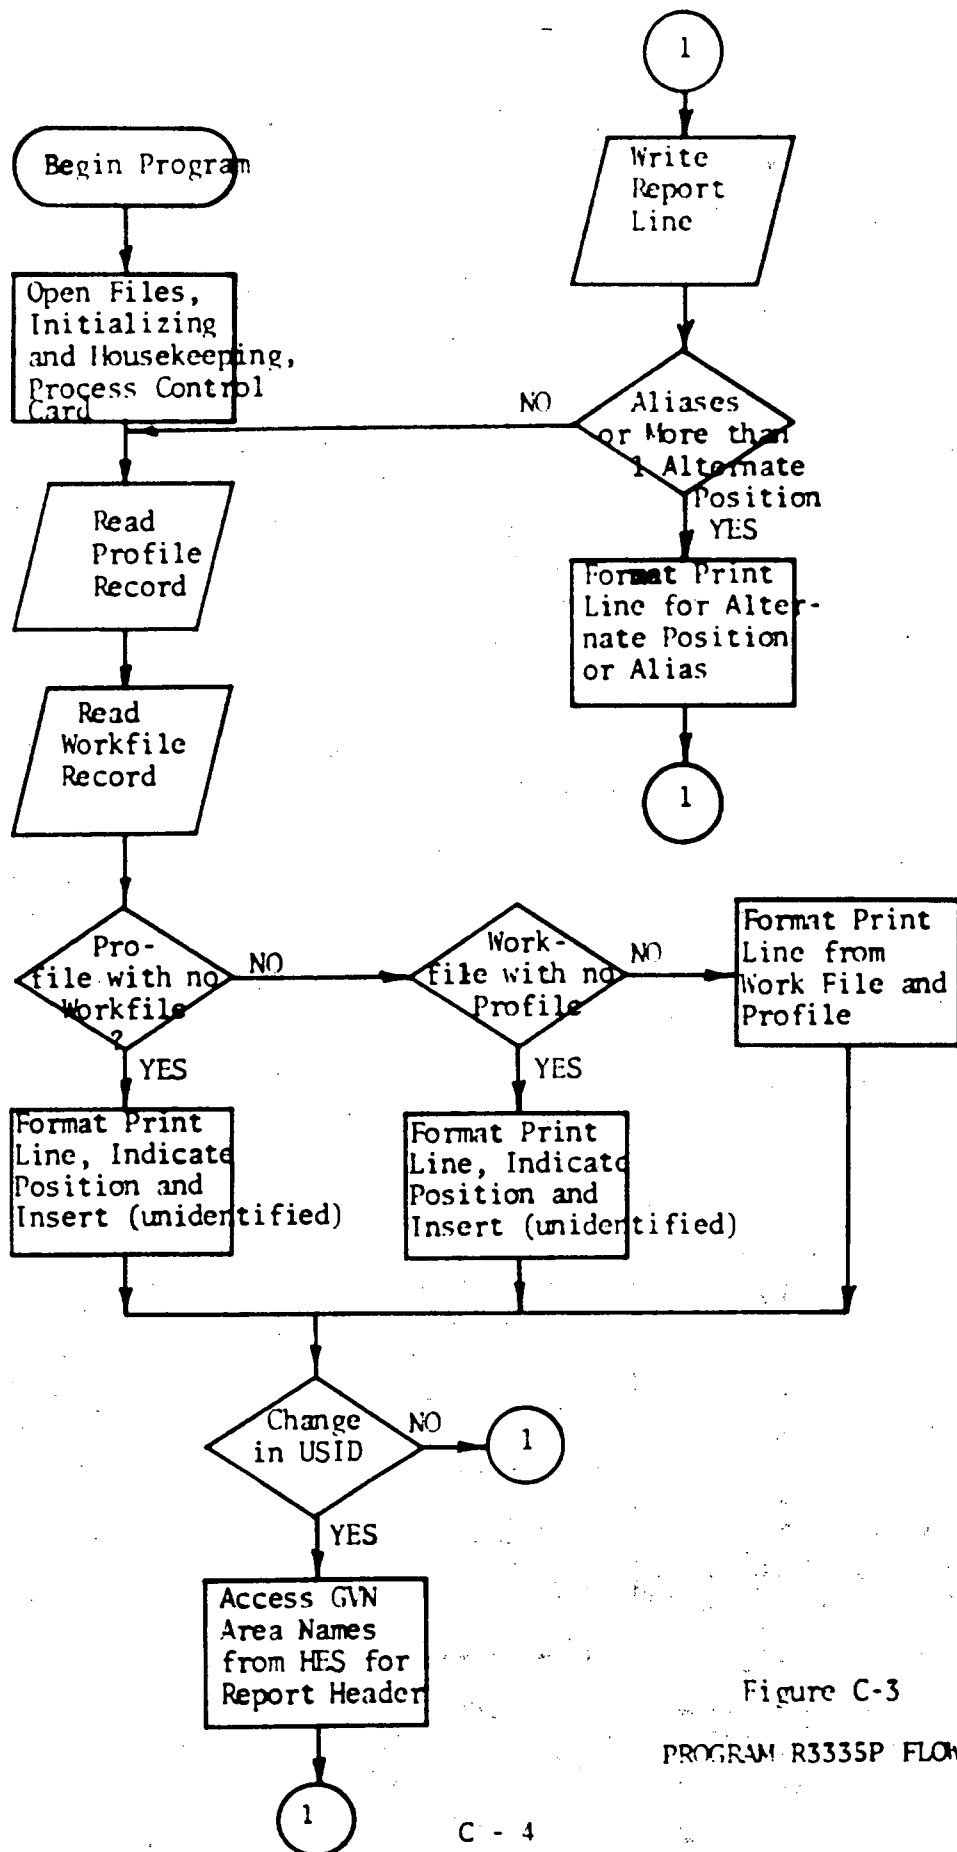 Begin Program
Open Files,
Initializing
and Housekeeping,
Process Control
Card
Read
Profile
Record
Read
Workfile
Record
Pro-
file with no
Workfile
?
NO
YES
Format Print
Line, Indicate
Position and
Insert (unidentified)
Work-
file with no
Profile
NO
YES
Format Print
Line, Indicate
Position and
Insert (unidentified)
Format Print
Line from
Work File and
Profile
Change
in USID
NO
1
YES
Access GVN
Area Names
from HES for
Report Header
1
1
Write
Report
Line
Aliases
or More than
1 Alternate
Position
NO
YES
Format Print
Line for Alter-
nate Position
or Alias
1
Figure C-3
PROGRAM R333SP FLOW
C - 4